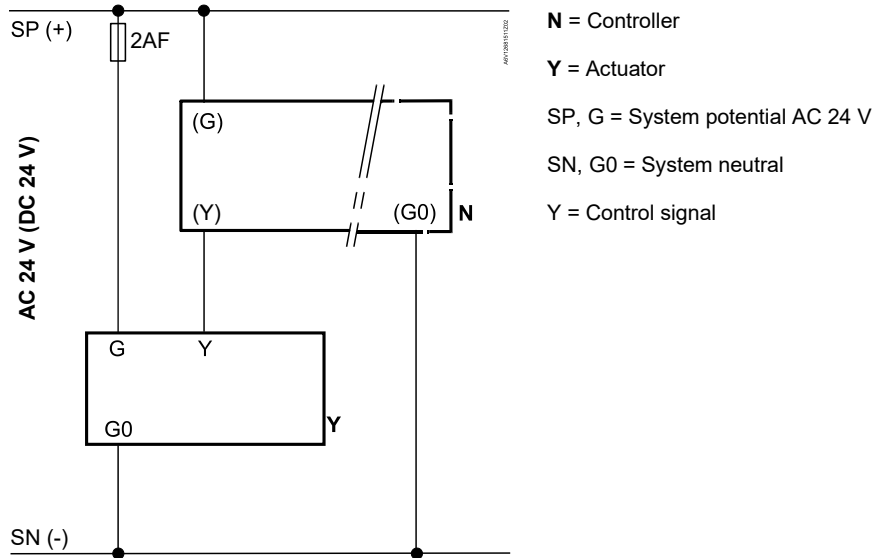 SP (+)
2AF
A6V12681511Z02
AC 24 V (DC 24 V)
(G)
(Y)
(G0)
N
G
Y
G0
Y
SN (-)
N = Controller
Y = Actuator
SP, G = System potential AC 24 V
SN, G0 = System neutral
Y = Control signal